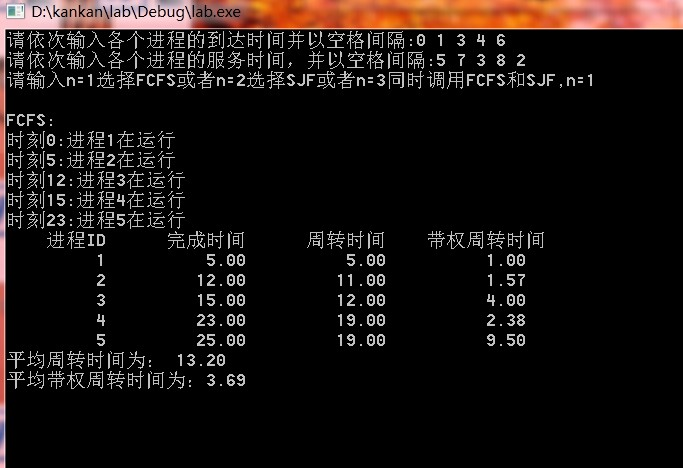 D:\kankan\lab\Debug\lab.exe
请依次输入各个进程的到达时间并以空格间隔:0 1 3 4 6
请依次输入各个进程的服务时间，并以空格间隔:5 7 3 8 2
请输入n=1选择FCFS或者n=2选择SJF或者n=3同时调用FCFS和SJF,n=1
FCFS:
时刻0:进程1在运行
时刻5:进程2在运行
时刻12:进程3在运行
时刻15:进程4在运行
时刻23:进程5在运行
进程ID 完成时间 周转时间 带权周转时间
1 5.00 5.00 1.00
2 12.00 11.00 1.57
3 15.00 12.00 4.00
4 23.00 19.00 2.38
5 25.00 19.00 9.50
平均周转时间为： 13.20
平均带权周转时间为：3.69